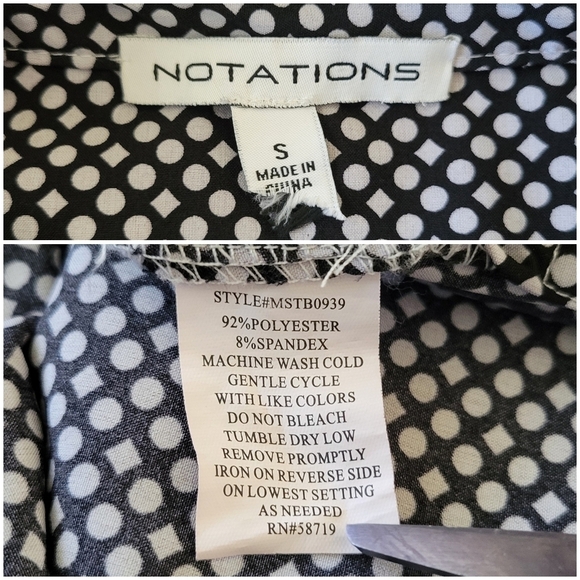 NOTATIONS
S
MADE IN
CHINA
STYLE#MSTB0939
92%POLYESTER
8%SPANDEX
MACHINE WASH COLD
GENTLE CYCLE
WITH LIKE COLORS
DO NOT BLEACH
TUMBLE DRY LOW
REMOVE PROMPTLY
IRON ON REVERSE SIDE
ON LOWEST SETTING
AS NEEDED
RN#58719